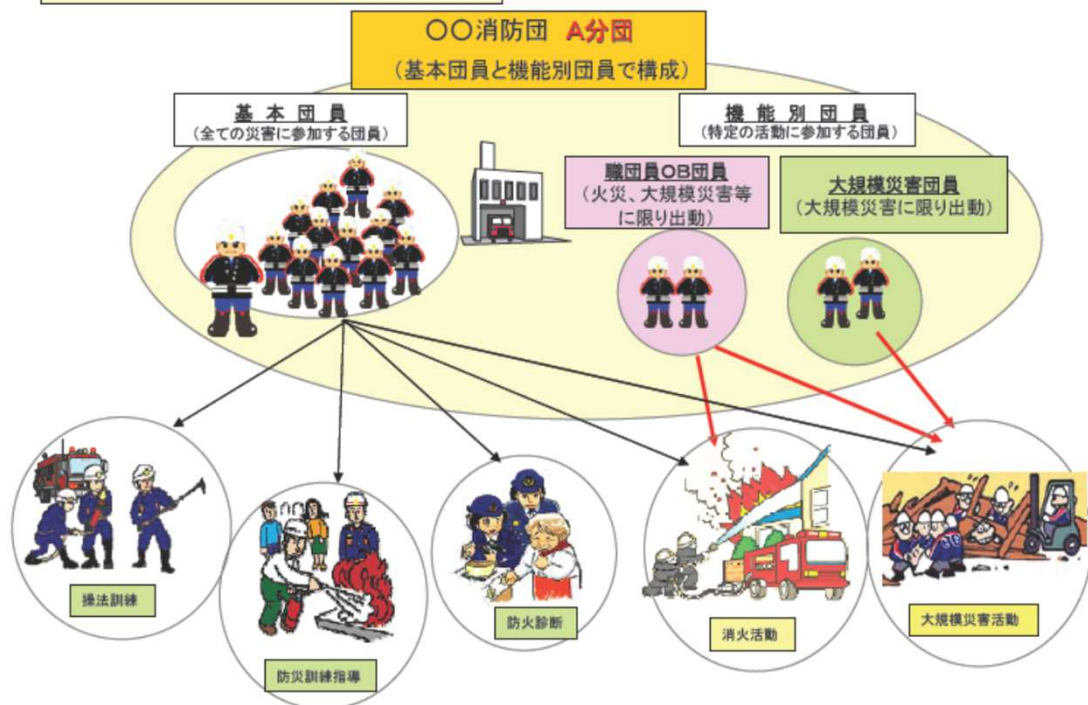 〇〇消防団 A分団
（基本団員と機能別団員で構成）
基本団員
（全ての災害に参加する団員）
機能別団員
（特定の活動に参加する団員）
職団員OB団員
（火災、大規模災害等
に限り出動）
大規模災害団員
（大規模災害に限り出動）
操法訓練
防災訓練指導
防火診断
消火活動
大規模災害活動